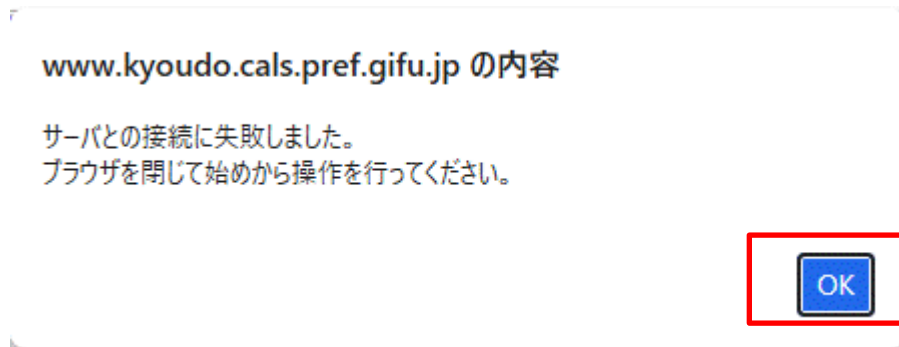 www.kyoudo.cals.pref.gifu.jp の内容
サーバとの接続に失敗しました。
ブラウザを閉じて始めから操作を行ってください。
OK